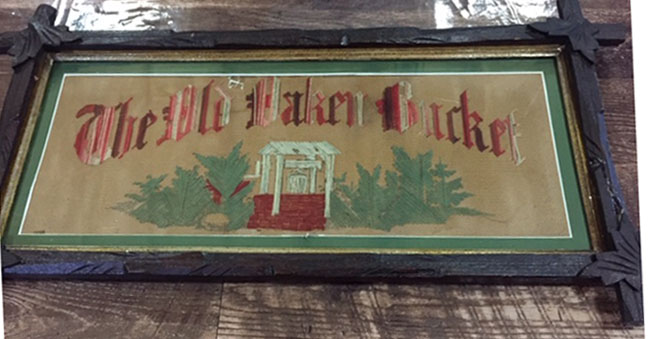 The Old Oaken Bucket